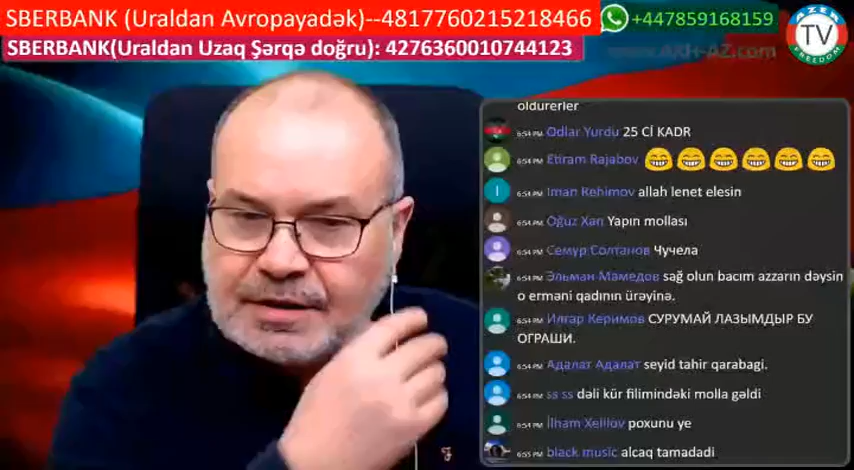 SBERBANK (Uraldan Avropayadək)--4817760215218466
+447859168159
SBERBANK(Uraldan Uzaq Şərqə doğru): 4276360010744123
AZER
TV
FREEDOM
oldurerler
6:54 PM Odlar Yurdu 25 Cİ KADR
6:54 PM Etiram Rajabov 😂😂😂😂😂😂
I
6:54 PM Iman Rehimov allah lenet elesin
6:54 PM Oğuz Xan Yapın mollası
6:54 PM Семур Солтанов Чучела
6:54 PM Эльман Мамедов sağ olun bacım azzarın dəysin
o erməni qadının ürəyinə.
6:54 PM Илгар Керимов СУРУМАЙ ЛАЗЫМДЫР БУ
ОГРАШИ.
6:54 PM Адалат Адалат seyid tahir qarabagi.
6:54 PM ss ss dəli kür filimindəki molla gəldi
6:54 PM İlham Xelilov poxunu ye
6:55 PM black music alcaq tamadadi